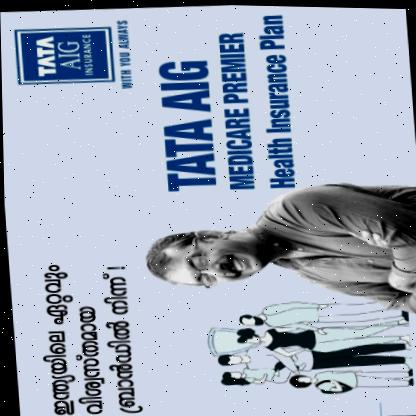 TATA
AIG
INSURANCE
WITH YOU ALWAYS
TATA AIG
MEDICARE PREMIER
Health Insurance Plan
ഇന്ത്യയിലെ ഏറ്റവും
വിശ്വസ്തമായ
ബ്രാൻഡിൽ നിന്ന് !